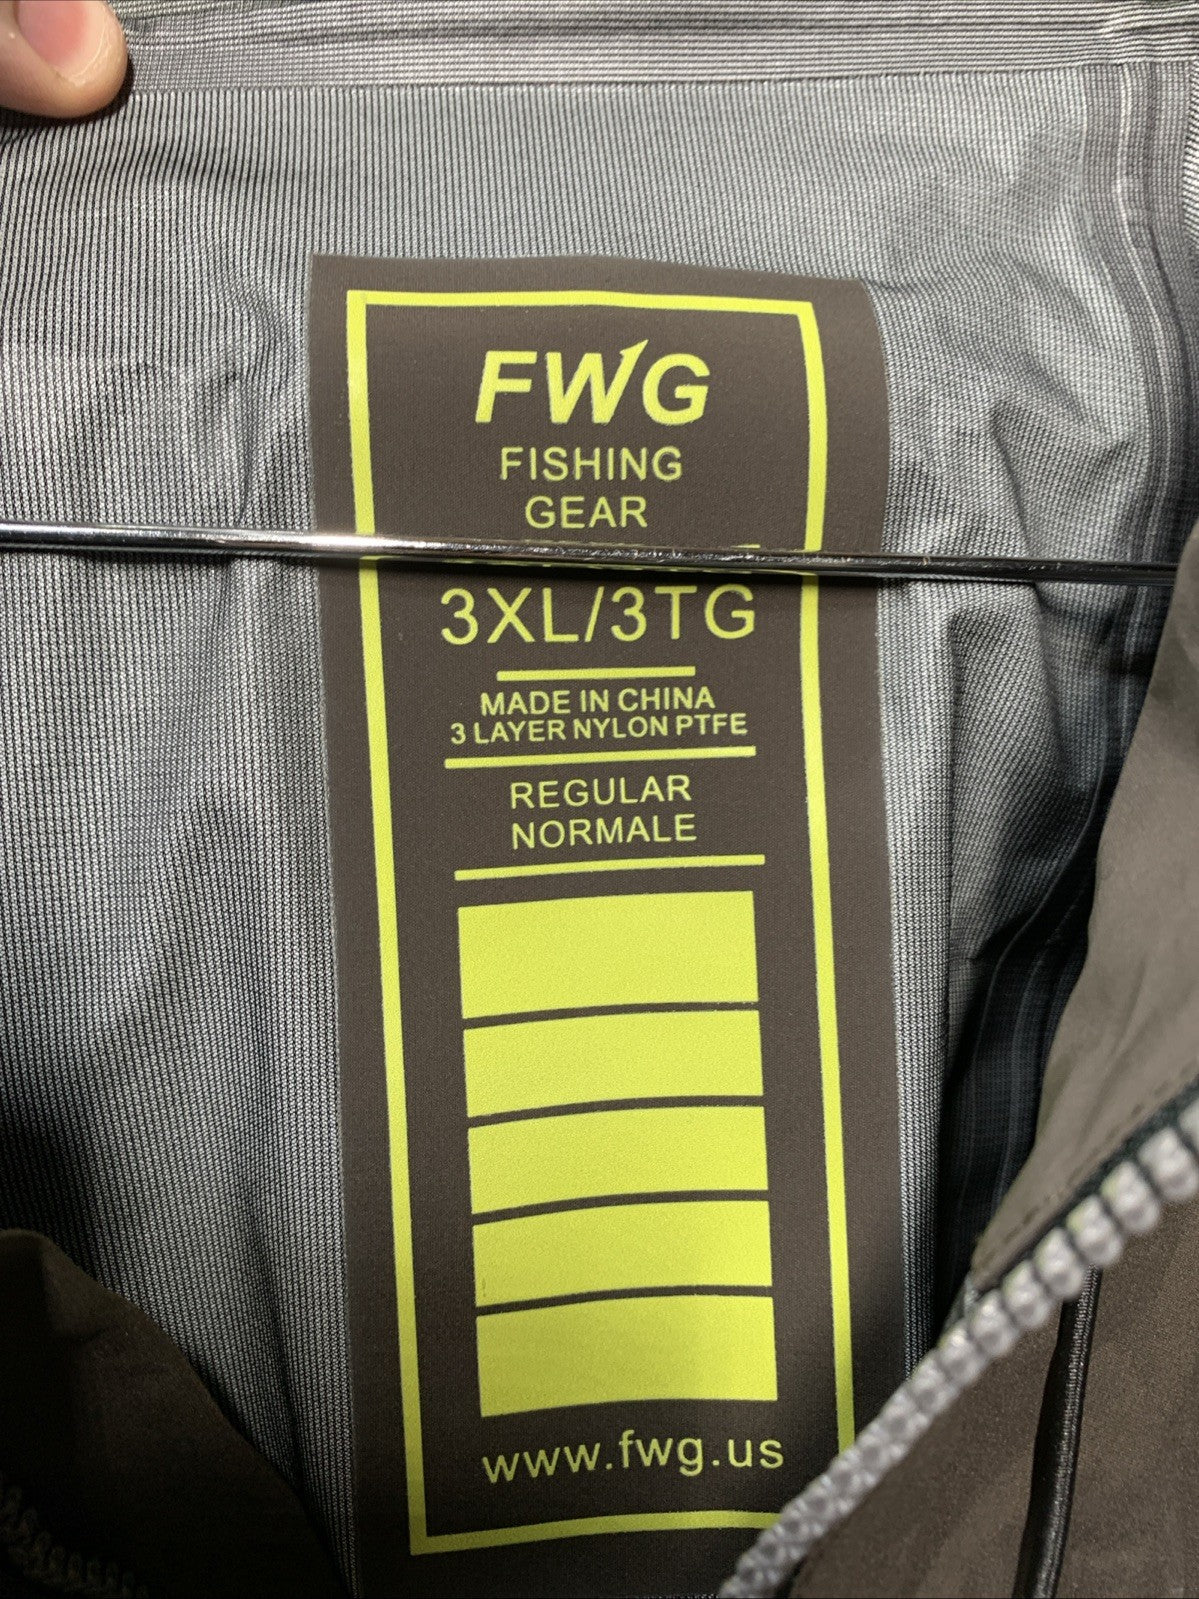 FWG
FISHING
GEAR
3XL/3TG
MADE IN CHINA
3 LAYER NYLON PTFE
REGULAR
NORMALE
www.fwg.us